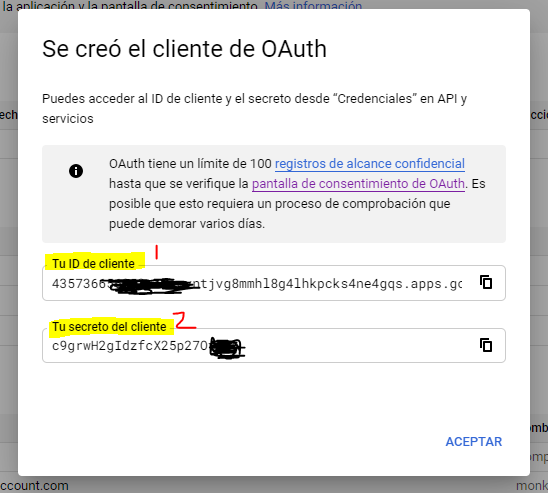 la aplicación y la pantalla de consentimiento. Más información
Se creó el cliente de OAuth
Puedes acceder al ID de cliente y el secreto desde “Credenciales” en API y
servicios
OAuth tiene un límite de 100 registros de alcance confidencial
hasta que se verifique la pantalla de consentimiento de OAuth. Es
posible que esto requiera un proceso de comprobación que
puede demorar varios días.
1
Tu ID de cliente
4357366 ntjvg8mmhl8g4lhkpcks4ne4gqs.apps.gc
2
Tu secreto del cliente
c9grwH2gIdzfcX25p27O
ACEPTAR
ccount.com
monk